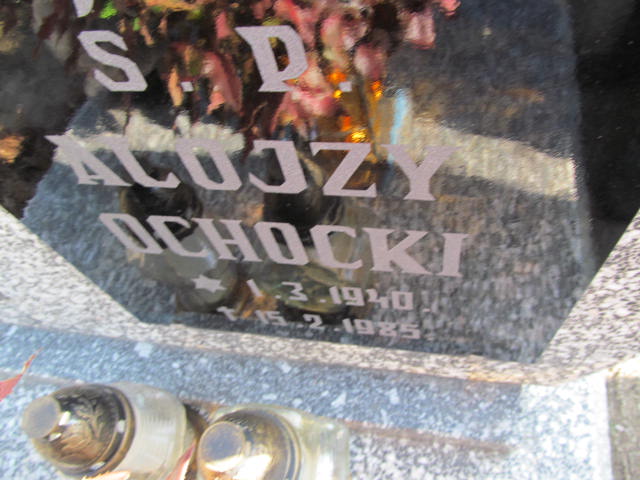 Ś. P.
ALOJZY
OCHOCKI
* 1.3.1940.
† 15.2.1985.